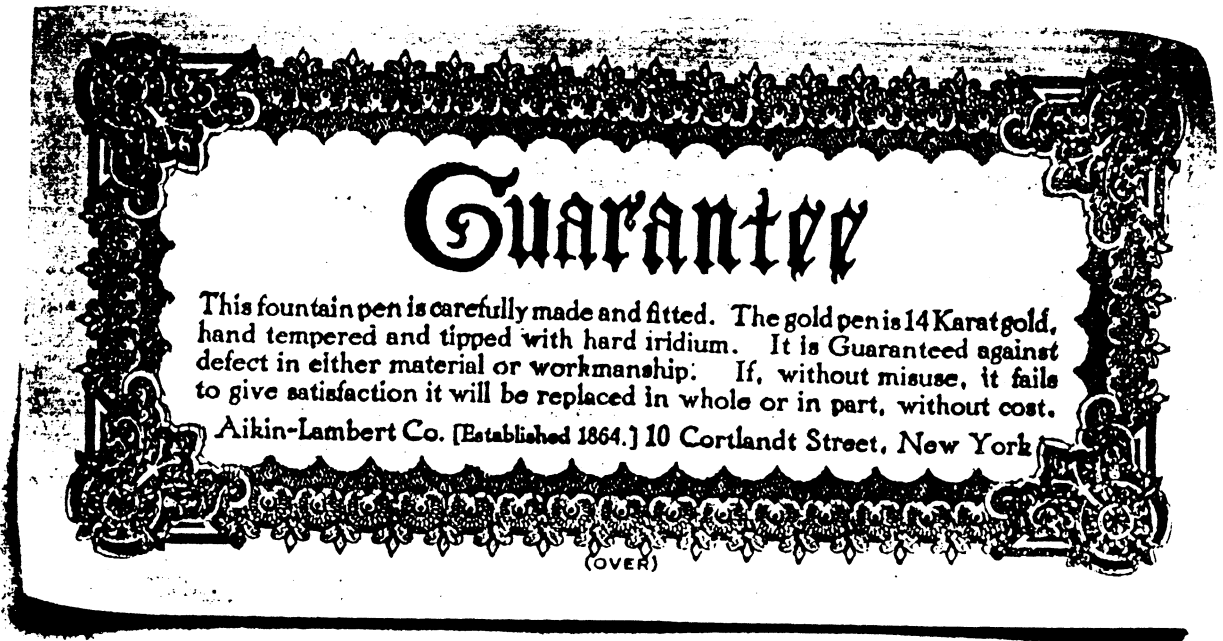 Guarantee
This fountain pen is carefully made and fitted. The gold pen is 14 Karat gold,
hand tempered and tipped with hard iridium. It is Guaranteed against
defect in either material or workmanship. If, without misuse, it fails
to give satisfaction it will be replaced in whole or in part, without cost.
Aikin-Lambert Co. [Established 1864.] 10 Cortlandt Street, New York
(OVER)